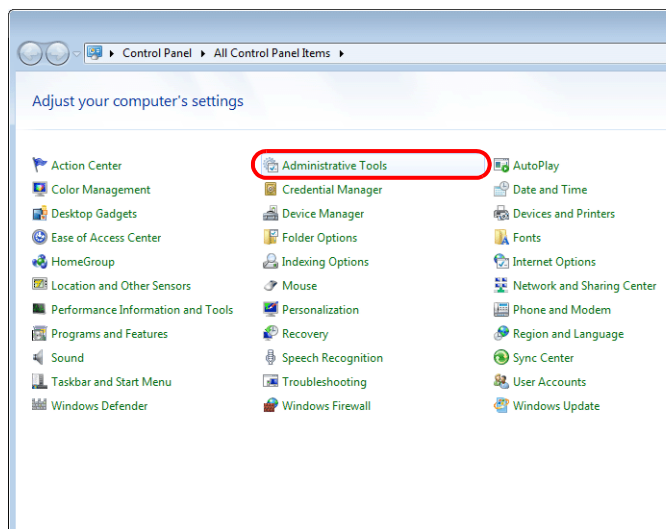 Control Panel All Control Panel Items
Adjust your computer's settings
Action Center Administrative Tools AutoPlay
Color Management Credential Manager Date and Time
Desktop Gadgets Device Manager Devices and Printers
Ease of Access Center Folder Options Fonts
HomeGroup Indexing Options Internet Options
Location and Other Sensors Mouse Network and Sharing Center
Performance Information and Tools Personalization Phone and Modem
Programs and Features Recovery Region and Language
Sound Speech Recognition Sync Center
Taskbar and Start Menu Troubleshooting User Accounts
Windows Defender Windows Firewall Windows Update